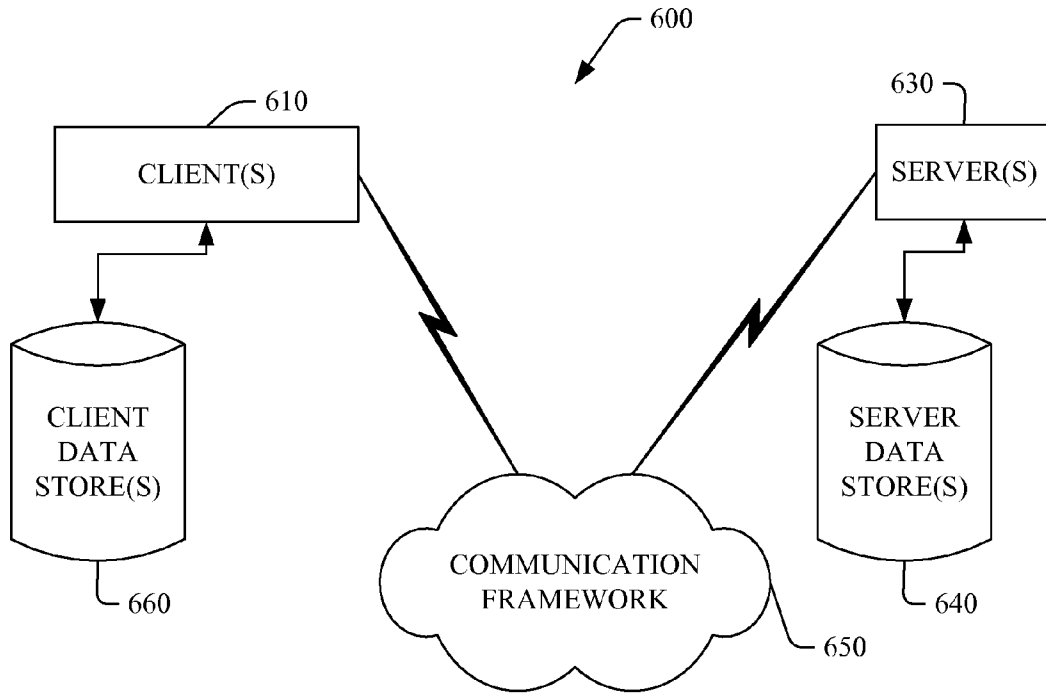 600
610
630
CLIENT(S)
SERVER(S)
CLIENT
DATA
STORE(S)
SERVER
DATA
STORE(S)
COMMUNICATION
FRAMEWORK
660
640
650